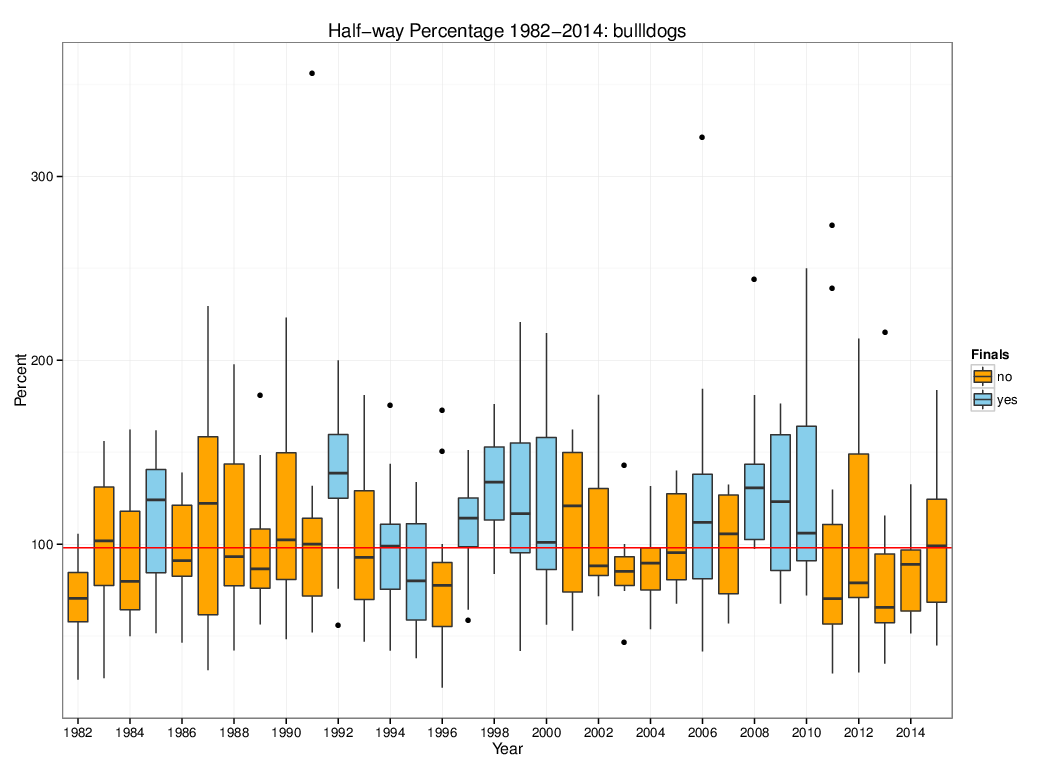 Half−way Percentage 1982−2014: bullldogs
Percent
300
200
100
1982 1984 1986 1988 1990 1992 1994 1996 1998 2000 2002 2004 2006 2008 2010 2012 2014
Year
Finals
no
yes